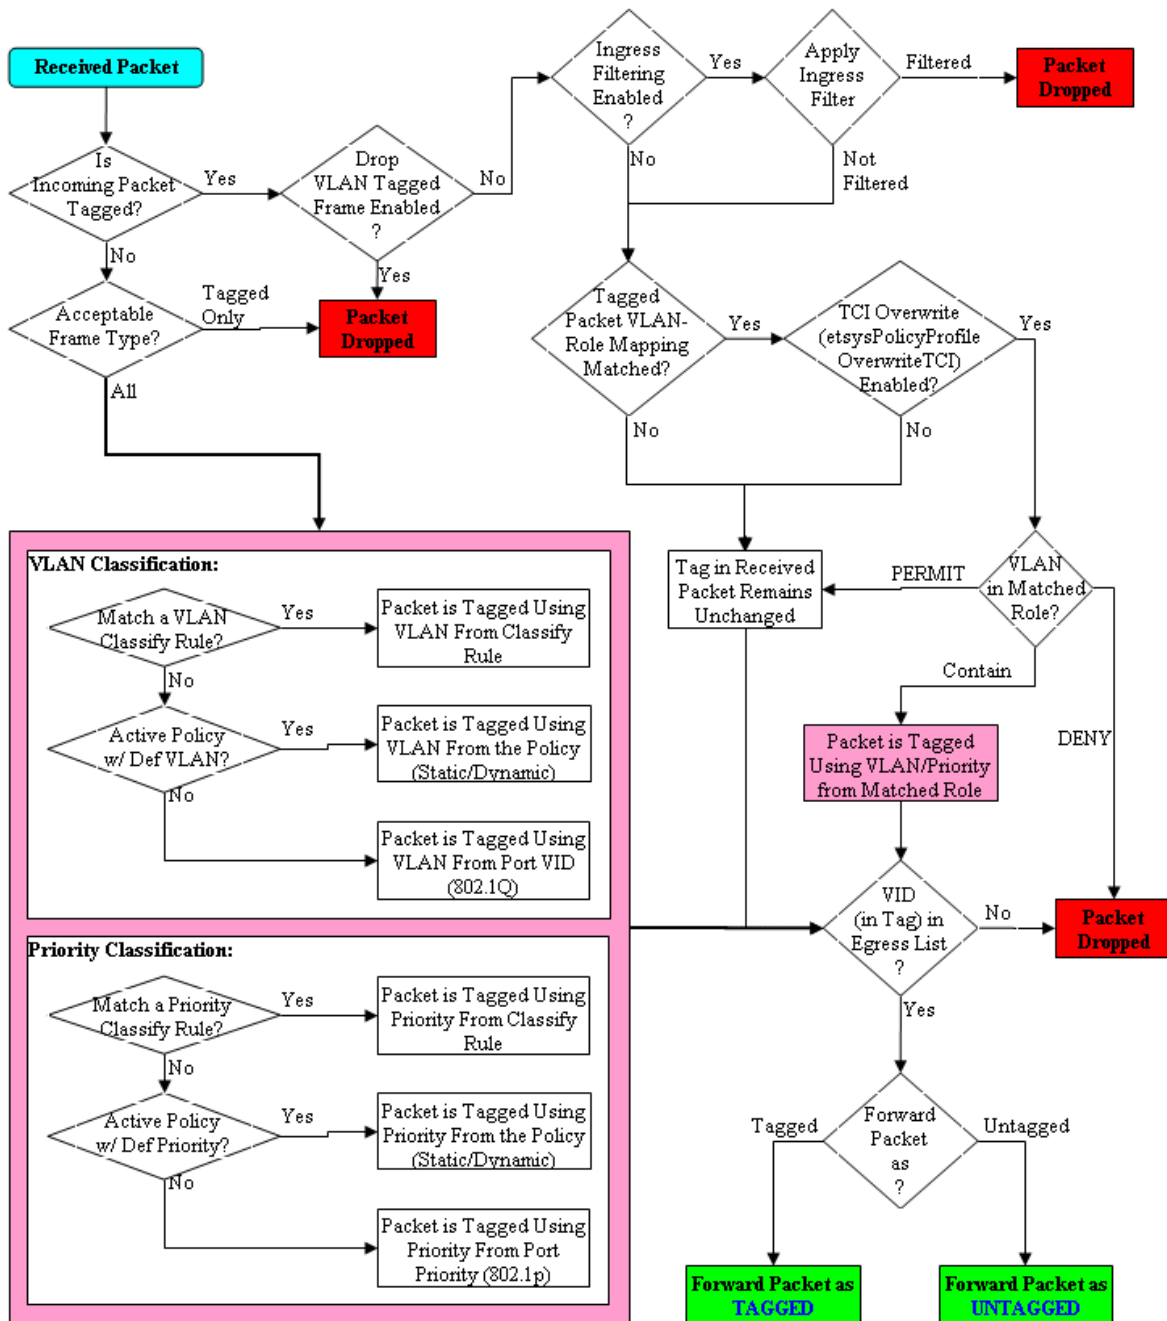 Received Packet
Is
Incoming Packet
Tagged?
Yes
No
Drop
VLAN Tagged
Frame Enabled
?
No
Yes
Ingress
Filtering
Enabled
?
Yes
No
Apply
Ingress
Filter
Filtered
Not
Filtered
Packet
Dropped
Acceptable
Frame Type?
Tagged
Only
All
Packet
Dropped
Tagged
Packet VLAN-
Role Mapping
Matched?
Yes
No
TCI Overwrite
(etsysPolicyProfile
OverwriteTCI)
Enabled?
Yes
No
Tag in Received
Packet Remains
Unchanged
PERMIT
VLAN
in Matched
Role?
Contain
DENY
Packet is Tagged
Using VLAN/Priority
from Matched Role
VLAN Classification:
Match a VLAN
Classify Rule?
Yes
No
Packet is Tagged Using
VLAN From Classify
Rule
Active Policy
w/ Def VLAN?
Yes
No
Packet is Tagged Using
VLAN From the Policy
(Static/Dynamic)
Packet is Tagged Using
VLAN From Port VID
(802.1Q)
VID
(in Tag) in
Egress List
?
No
Yes
Packet
Dropped
Priority Classification:
Match a Priority
Classify Rule?
Yes
No
Packet is Tagged Using
Priority From Classify
Rule
Active Policy
w/ Def Priority?
Yes
No
Packet is Tagged Using
Priority From the Policy
(Static/Dynamic)
Packet is Tagged Using
Priority From Port
Priority (802.1p)
Forward
Packet
as
?
Tagged
Untagged
Forward Packet as
TAGGED
Forward Packet as
UNTAGGED